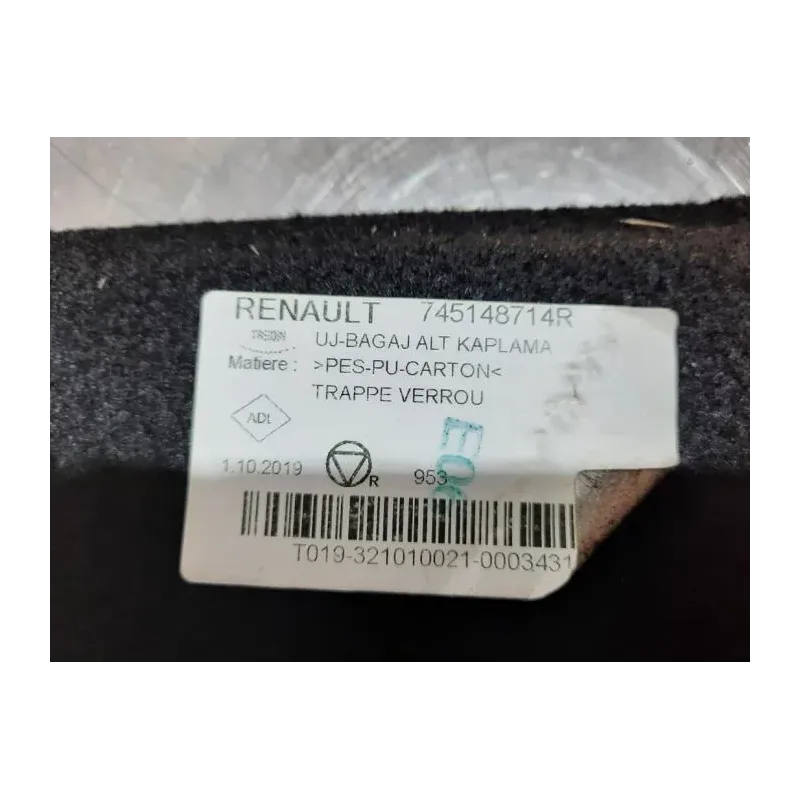 RENAULT 745148714R
UJ-BAGAJ ALT KAPLAMA
Matiere : >PES-PU-CARTON<
TRAPPE VERROU
ADL
1.10.2019 R 953
T019-321010021-0003431